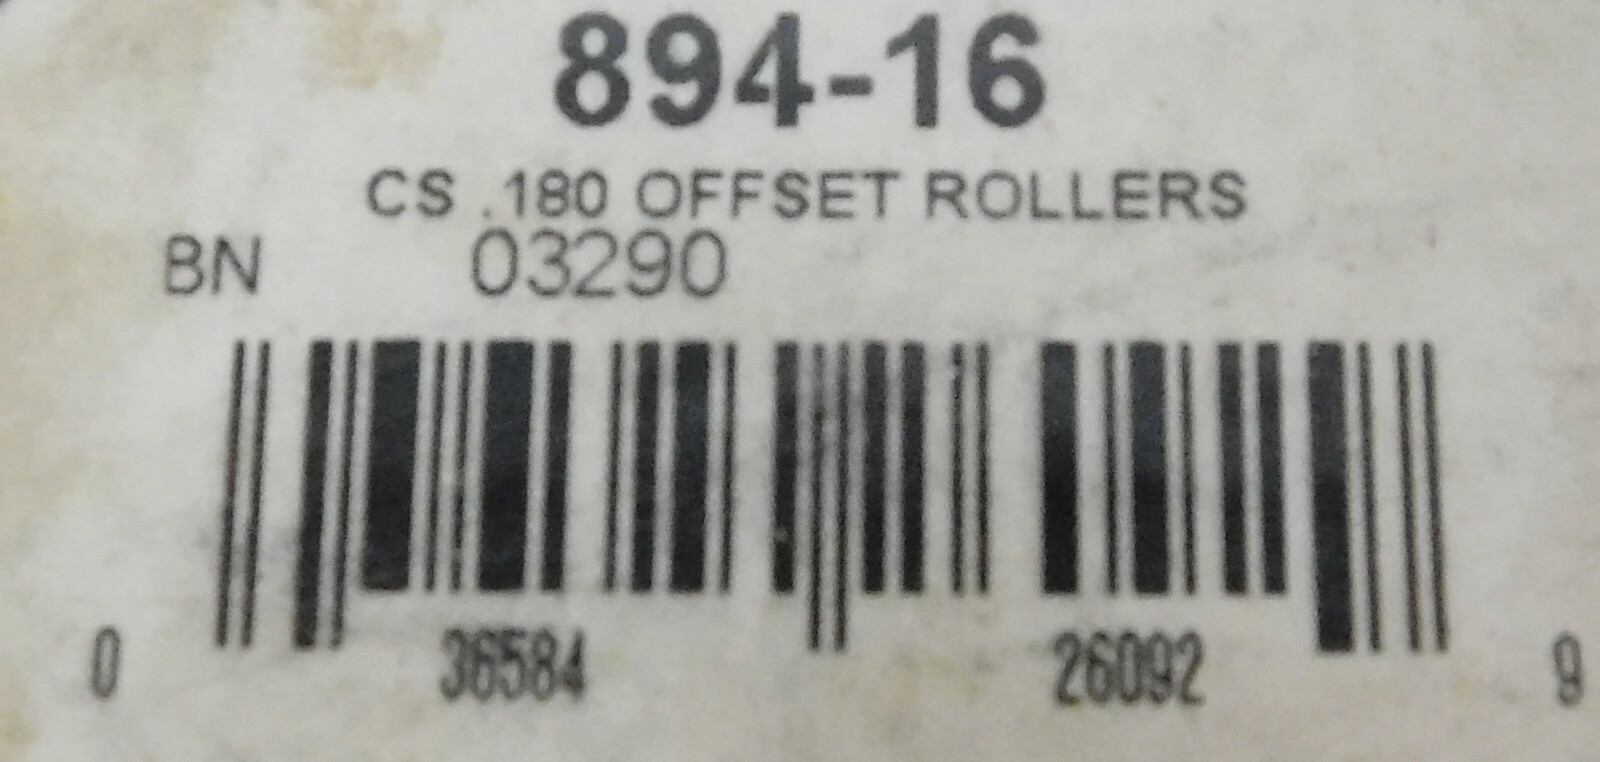 894-16
CS .180 OFFSET ROLLERS
BN 03290
0 36584 26092 9